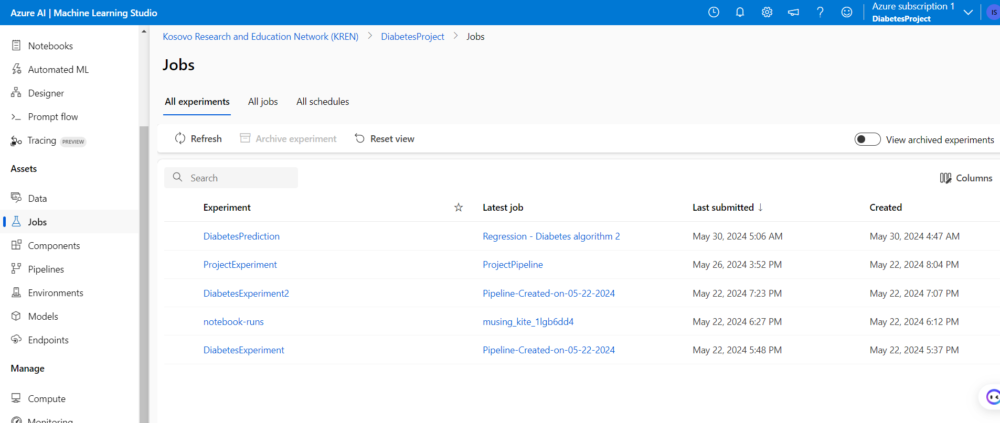 Azure AI | Machine Learning Studio
Azure subscription 1
DiabetesProject
IS
Notebooks
Automated ML
Designer
Prompt flow
Tracing PREVIEW
Assets
Data
Jobs
Components
Pipelines
Environments
Models
Endpoints
Manage
Compute
Monitoring
Kosovo Research and Education Network (KREN) > DiabetesProject > Jobs
Jobs
All experiments All jobs All schedules
Refresh Archive experiment Reset view View archived experiments
Search Columns
Experiment Latest job Last submitted ↓ Created
DiabetesPrediction Regression - Diabetes algorithm 2 May 30, 2024 5:06 AM May 30, 2024 4:47 AM
ProjectExperiment ProjectPipeline May 26, 2024 3:52 PM May 22, 2024 8:04 PM
DiabetesExperiment2 Pipeline-Created-on-05-22-2024 May 22, 2024 7:23 PM May 22, 2024 7:07 PM
notebook-runs musing_kite_1lgb6dd4 May 22, 2024 6:27 PM May 22, 2024 6:12 PM
DiabetesExperiment Pipeline-Created-on-05-22-2024 May 22, 2024 5:48 PM May 22, 2024 5:37 PM